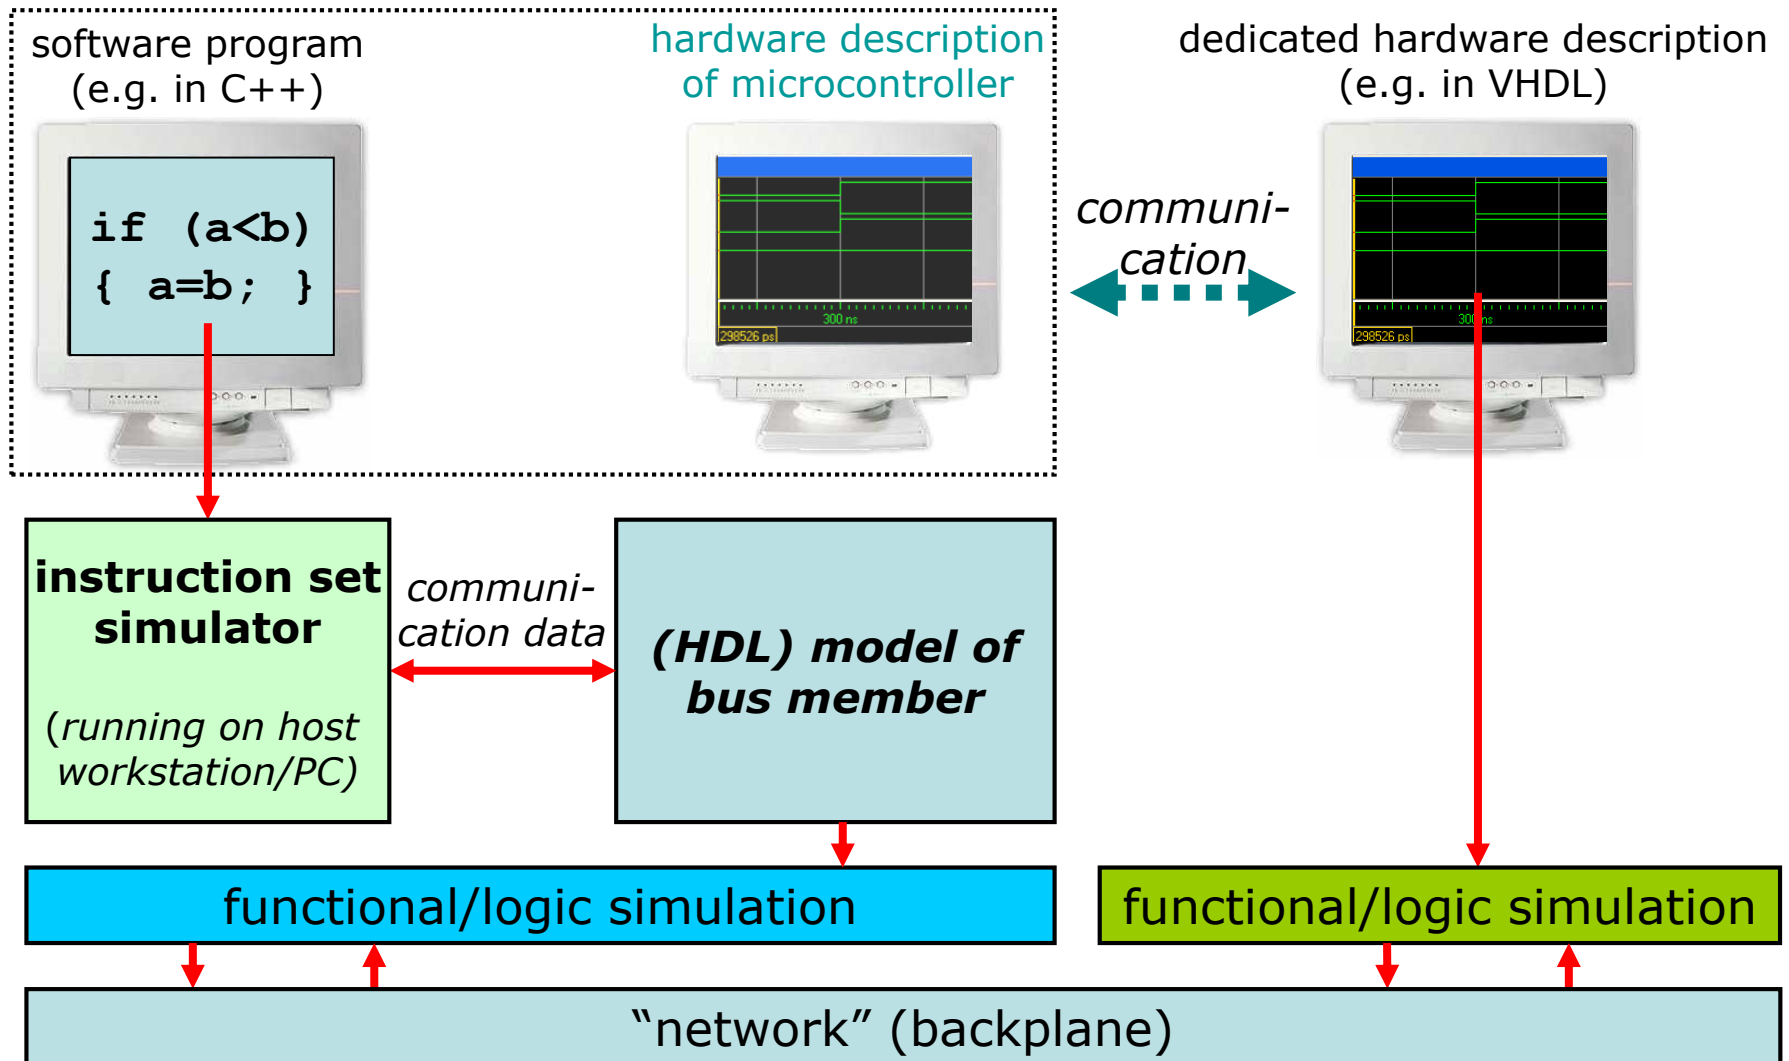 software program
(e.g. in C++)
hardware description
of microcontroller
dedicated hardware description
(e.g. in VHDL)
if (a<b)
{ a=b; }
300 ns
298526 ps
communi-
cation
300 ns
298526 ps
instruction set
simulator
(running on host
workstation/PC)
communi-
cation data
(HDL) model of
bus member
functional/logic simulation
functional/logic simulation
“network” (backplane)